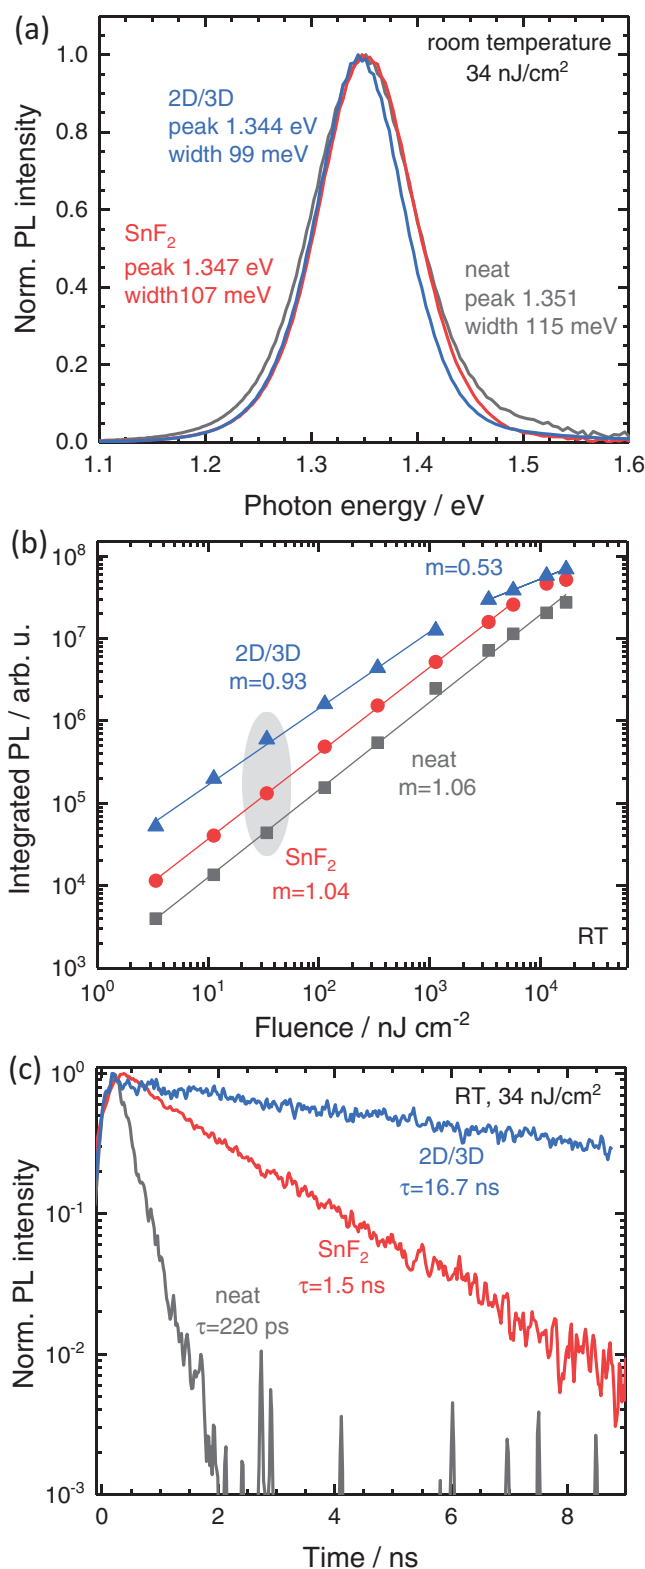 (a)
room temperature
34 nJ/cm²
2D/3D
peak 1.344 eV
width 99 meV
SnF₂
peak 1.347 eV
width107 meV
neat
peak 1.351
width 115 meV
Norm. PL intensity
1.0
0.8
0.6
0.4
0.2
0.0
1.1 1.2 1.3 1.4 1.5 1.6
Photon energy / eV
(b)
m=0.53
2D/3D
m=0.93
neat
m=1.06
SnF₂
m=1.04
RT
Integrated PL / arb. u.
10⁸
10⁷
10⁶
10⁵
10⁴
10³
10⁰ 10¹ 10² 10³ 10⁴
Fluence / nJ cm⁻²
(c)
RT, 34 nJ/cm²
2D/3D
τ=16.7 ns
SnF₂
τ=1.5 ns
neat
τ=220 ps
Norm. PL intensity
10⁰
10⁻¹
10⁻²
10⁻³
0 2 4 6 8
Time / ns